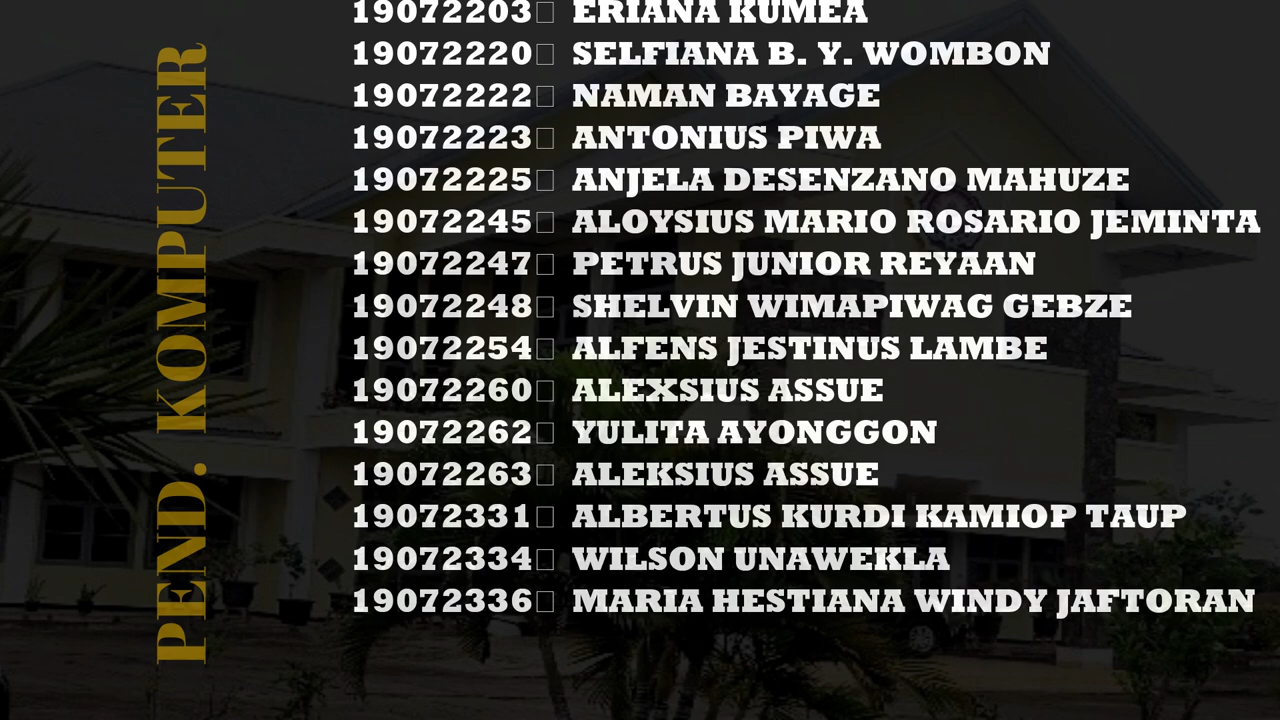 PEND. KOMPUTER
19072203 ERIANA KUMEA
19072220 SELFIANA B. Y. WOMBON
19072222 NAMAN BAYAGE
19072223 ANTONIUS PIWA
19072225 ANJELA DESENZANO MAHUZE
19072245 ALOYSIUS MARIO ROSARIO JEMINTA
19072247 PETRUS JUNIOR REYAAN
19072248 SHELVIN WIMAPIWAG GEBZE
19072254 ALFENS JESTINUS LAMBE
19072260 ALEXSIUS ASSUE
19072262 YULITA AYONGGON
19072263 ALEKSIUS ASSUE
19072331 ALBERTUS KURDI KAMIOP TAUP
19072334 WILSON UNAWEKLA
19072336 MARIA HESTIANA WINDY JAFTORAN